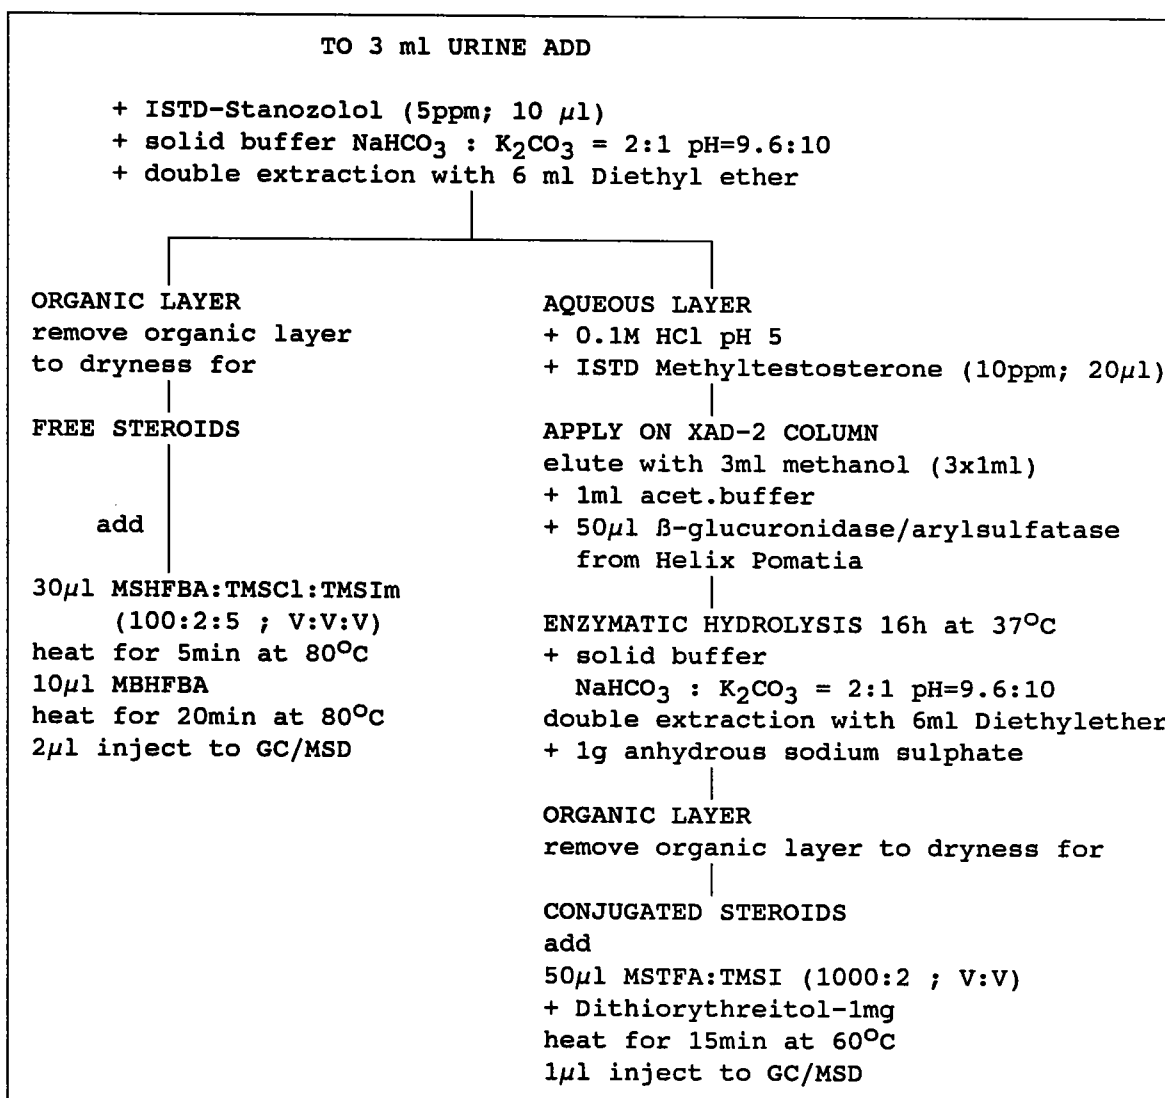 TO 3 ml URINE ADD
+ ISTD-Stanozolol (5ppm; 10 µl)
+ solid buffer NaHCO₃ : K₂CO₃ = 2:1 pH=9.6:10
+ double extraction with 6 ml Diethyl ether
ORGANIC LAYER
remove organic layer
to dryness for
FREE STEROIDS
add
30µl MSHFBA:TMSCl:TMSIm
(100:2:5 ; V:V:V)
heat for 5min at 80°C
10µl MBHFBA
heat for 20min at 80°C
2µl inject to GC/MSD
AQUEOUS LAYER
+ 0.1M HCl pH 5
+ ISTD Methyltestosterone (10ppm; 20µl)
APPLY ON XAD-2 COLUMN
elute with 3ml methanol (3x1ml)
+ 1ml acet.buffer
+ 50µl ß-glucuronidase/arylsulfatase
from Helix Pomatia
ENZYMATIC HYDROLYSIS 16h at 37°C
+ solid buffer
NaHCO₃ : K₂CO₃ = 2:1 pH=9.6:10
double extraction with 6ml Diethylether
+ 1g anhydrous sodium sulphate
ORGANIC LAYER
remove organic layer to dryness for
CONJUGATED STEROIDS
add
50µl MSTFA:TMSI (1000:2 ; V:V)
+ Dithiorythreitol-1mg
heat for 15min at 60°C
1µl inject to GC/MSD